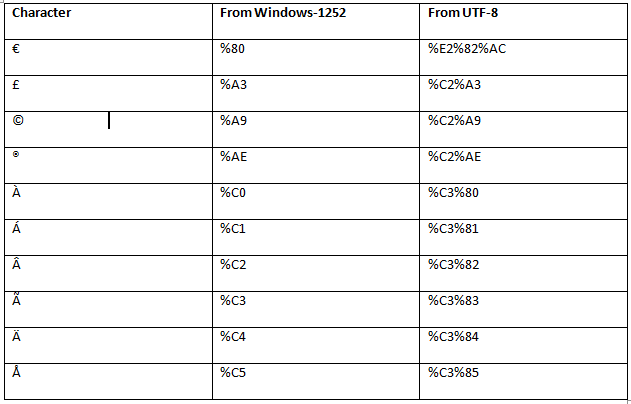 Character From Windows-1252 From UTF-8
€ %80 %E2%82%AC
£ %A3 %C2%A3
© %A9 %C2%A9
® %AE %C2%AE
À %C0 %C3%80
Á %C1 %C3%81
Â %C2 %C3%82
Ã %C3 %C3%83
Ä %C4 %C3%84
Å %C5 %C3%85